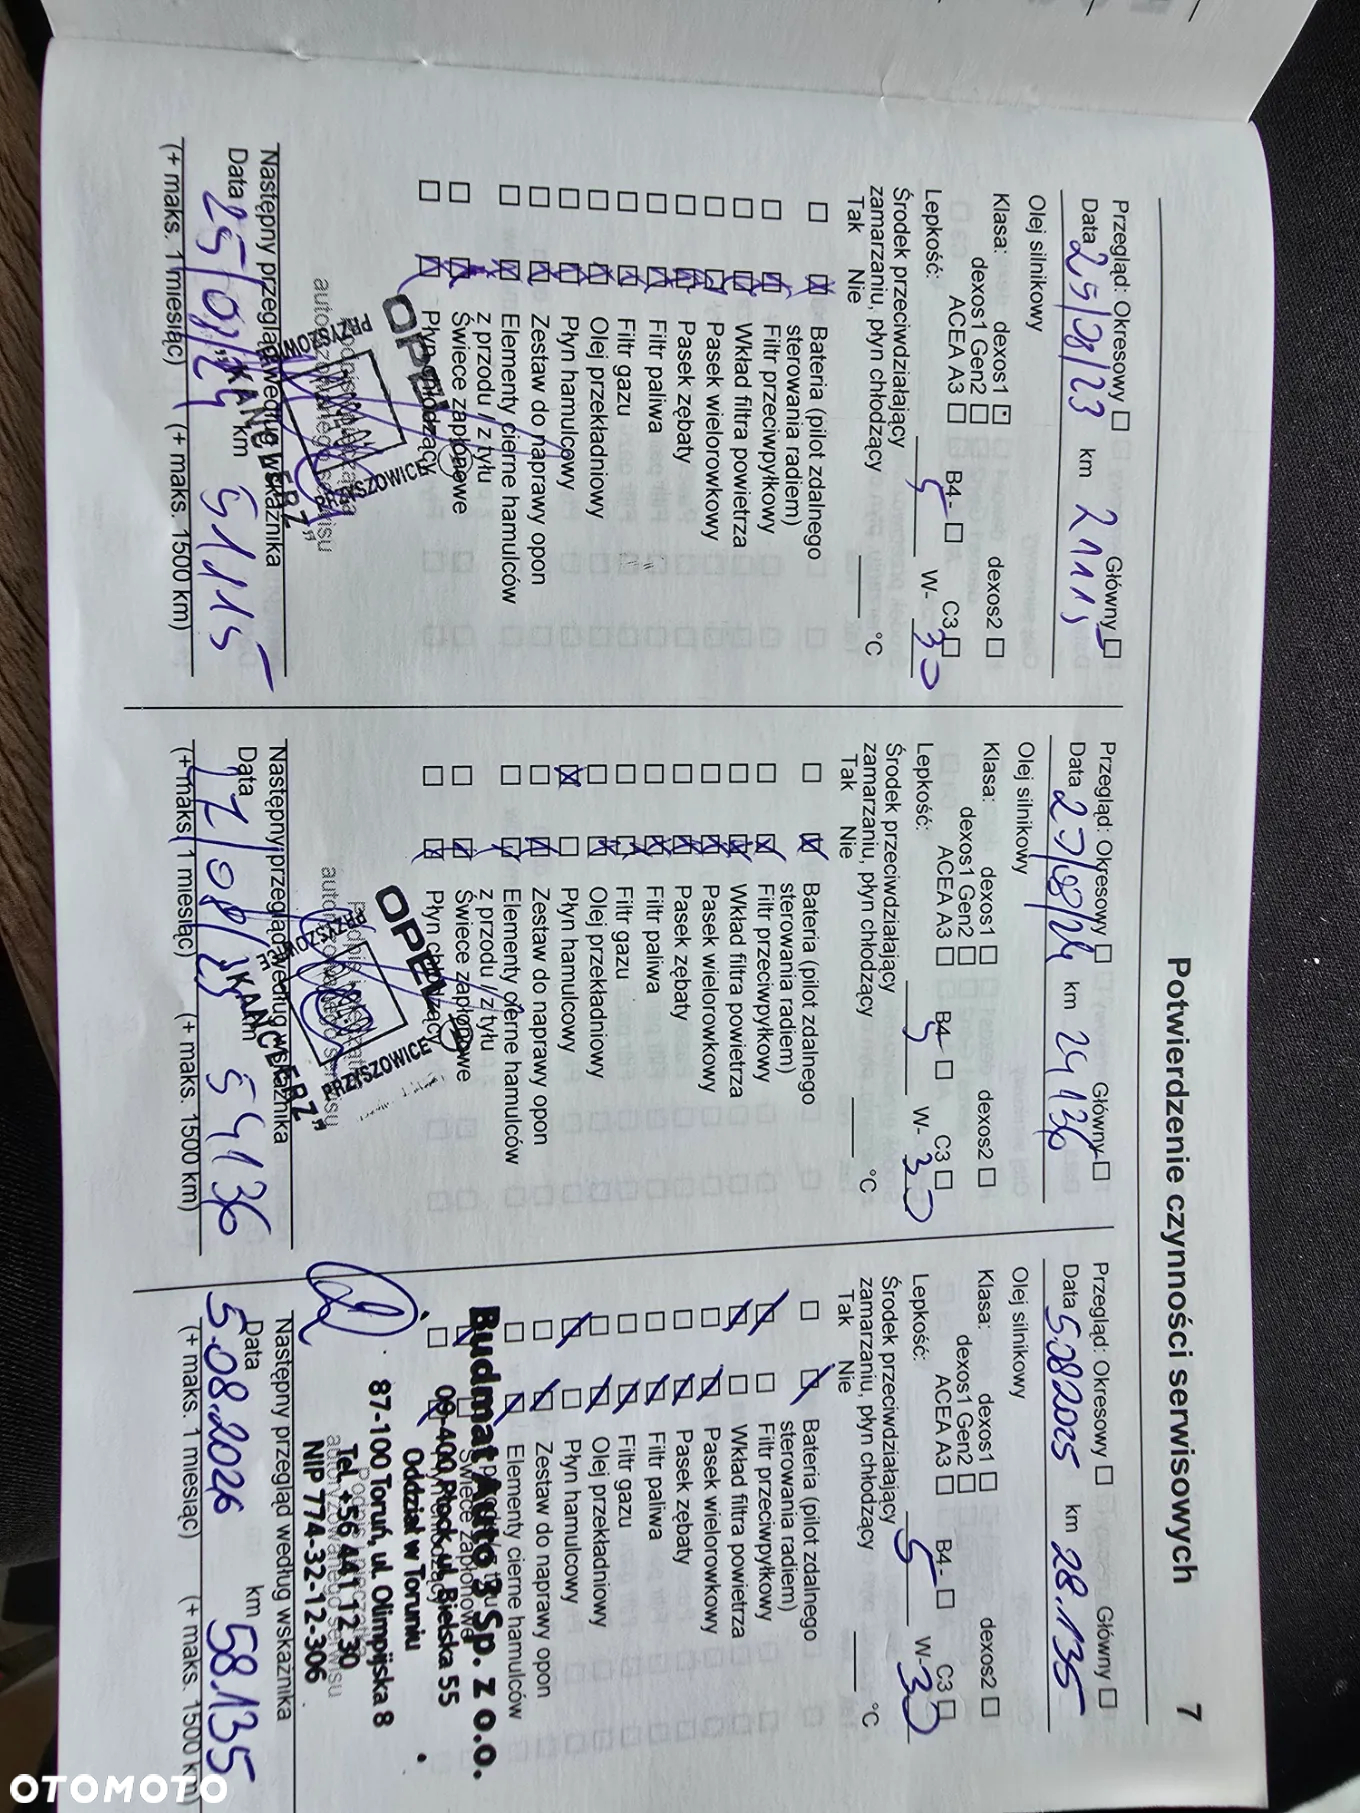 Potwierdzenie czynności serwisowych 7
Przegląd: Okresowy Główny
Data 25/08/23 km 21115
Olej silnikowy
Klasa: dexos1 dexos2
dexos1 Gen2
ACEA A3 B4 C3
Lepkość: 5 W- 30
Środek przeciwdziałający
zamarzaniu, płyn chłodzący °C
Tak Nie
Bateria (pilot zdalnego
sterowania radiem)
Filtr przeciwpyłkowy
Wkład filtra powietrza
Pasek wielorowkowy
Pasek zębaty
Filtr paliwa
Filtr gazu
Olej przekładniowy
Płyn hamulcowy
Zestaw do naprawy opon
Elementy cierne hamulców
z przodu / z tyłu
Świece zapłonowe
Płyn chłodzący
OPEL
PRZYSZOWICE
„KANCWERZ”
Następny przegląd według wskaźnika
Data 25/08/24 km 51115
(+ maks. 1 miesiąc) (+ maks. 1500 km)
Przegląd: Okresowy Główny
Data 27/08/24 km 24136
Olej silnikowy
Klasa: dexos1 dexos2
dexos1 Gen2
ACEA A3 B4 C3
Lepkość: 5 W- 30
Środek przeciwdziałający
zamarzaniu, płyn chłodzący °C
Tak Nie
Bateria (pilot zdalnego
sterowania radiem)
Filtr przeciwpyłkowy
Wkład filtra powietrza
Pasek wielorowkowy
Pasek zębaty
Filtr paliwa
Filtr gazu
Olej przekładniowy
Płyn hamulcowy
Zestaw do naprawy opon
Elementy cierne hamulców
z przodu / z tyłu
Świece zapłonowe
Płyn chłodzący
OPEL
PRZYSZOWICE
Następny przegląd według wskaźnika
Data /08/25 km 54136
(+ maks. 1 miesiąc) (+ maks. 1500 km)
Przegląd: Okresowy Główny
Data 5.08.2025 km 28.135
Olej silnikowy
Klasa: dexos1 dexos2
dexos1 Gen2
ACEA A3 B4- C3
Lepkość: 5 W- 30
Środek przeciwdziałający
zamarzaniu, płyn chłodzący °C
Tak Nie
Bateria (pilot zdalnego
sterowania radiem)
Filtr przeciwpyłkowy
Wkład filtra powietrza
Pasek wielorowkowy
Pasek zębaty
Filtr paliwa
Filtr gazu
Olej przekładniowy
Płyn hamulcowy
Zestaw do naprawy opon
Elementy cierne hamulców
Świece zapłonowe
Budmat Auto 3 Sp. z o.o.
09-400 Płock, ul. Bielska 55
Oddział w Toruniu
87-100 Toruń, ul. Olimpijska 8
Tel. +56 441 12 30
NIP 774-32-12-306
Następny przegląd według wskaźnika
Data 5.08.2026 km 58.135
(+ maks. 1 miesiąc) (+ maks. 1500 km)
OTOMOTO